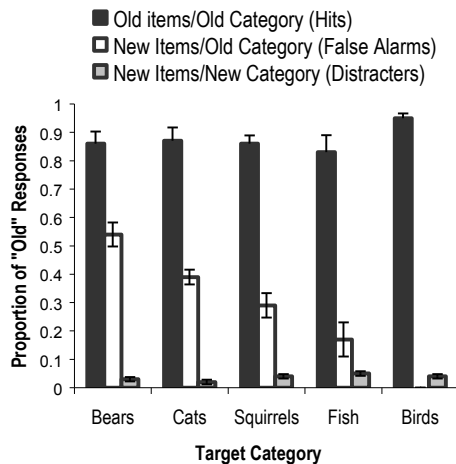 Old items/Old Category (Hits)
New Items/Old Category (False Alarms)
New Items/New Category (Distracters)
Proportion of "Old" Responses
1
0.9
0.8
0.7
0.6
0.5
0.4
0.3
0.2
0.1
0
Bears Cats Squirrels Fish Birds
Target Category